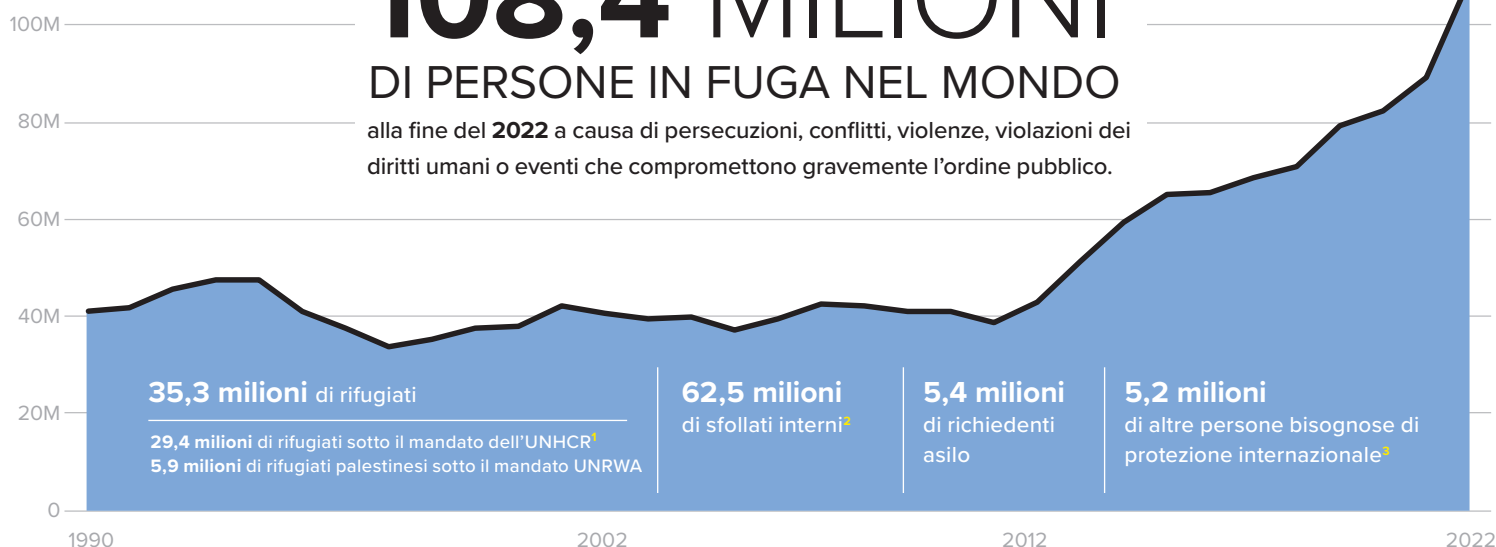 108,4 MILIONI
DI PERSONE IN FUGA NEL MONDO
alla fine del 2022 a causa di persecuzioni, conflitti, violenze, violazioni dei
diritti umani o eventi che compromettono gravemente l’ordine pubblico.
100M
80M
60M
40M
20M
0
35,3 milioni di rifugiati
29,4 milioni di rifugiati sotto il mandato dell’UNHCR¹
5,9 milioni di rifugiati palestinesi sotto il mandato UNRWA
62,5 milioni
di sfollati interni²
5,4 milioni
di richiedenti
asilo
5,2 milioni
di altre persone bisognose di
protezione internazionale³
1990
2002
2012
2022